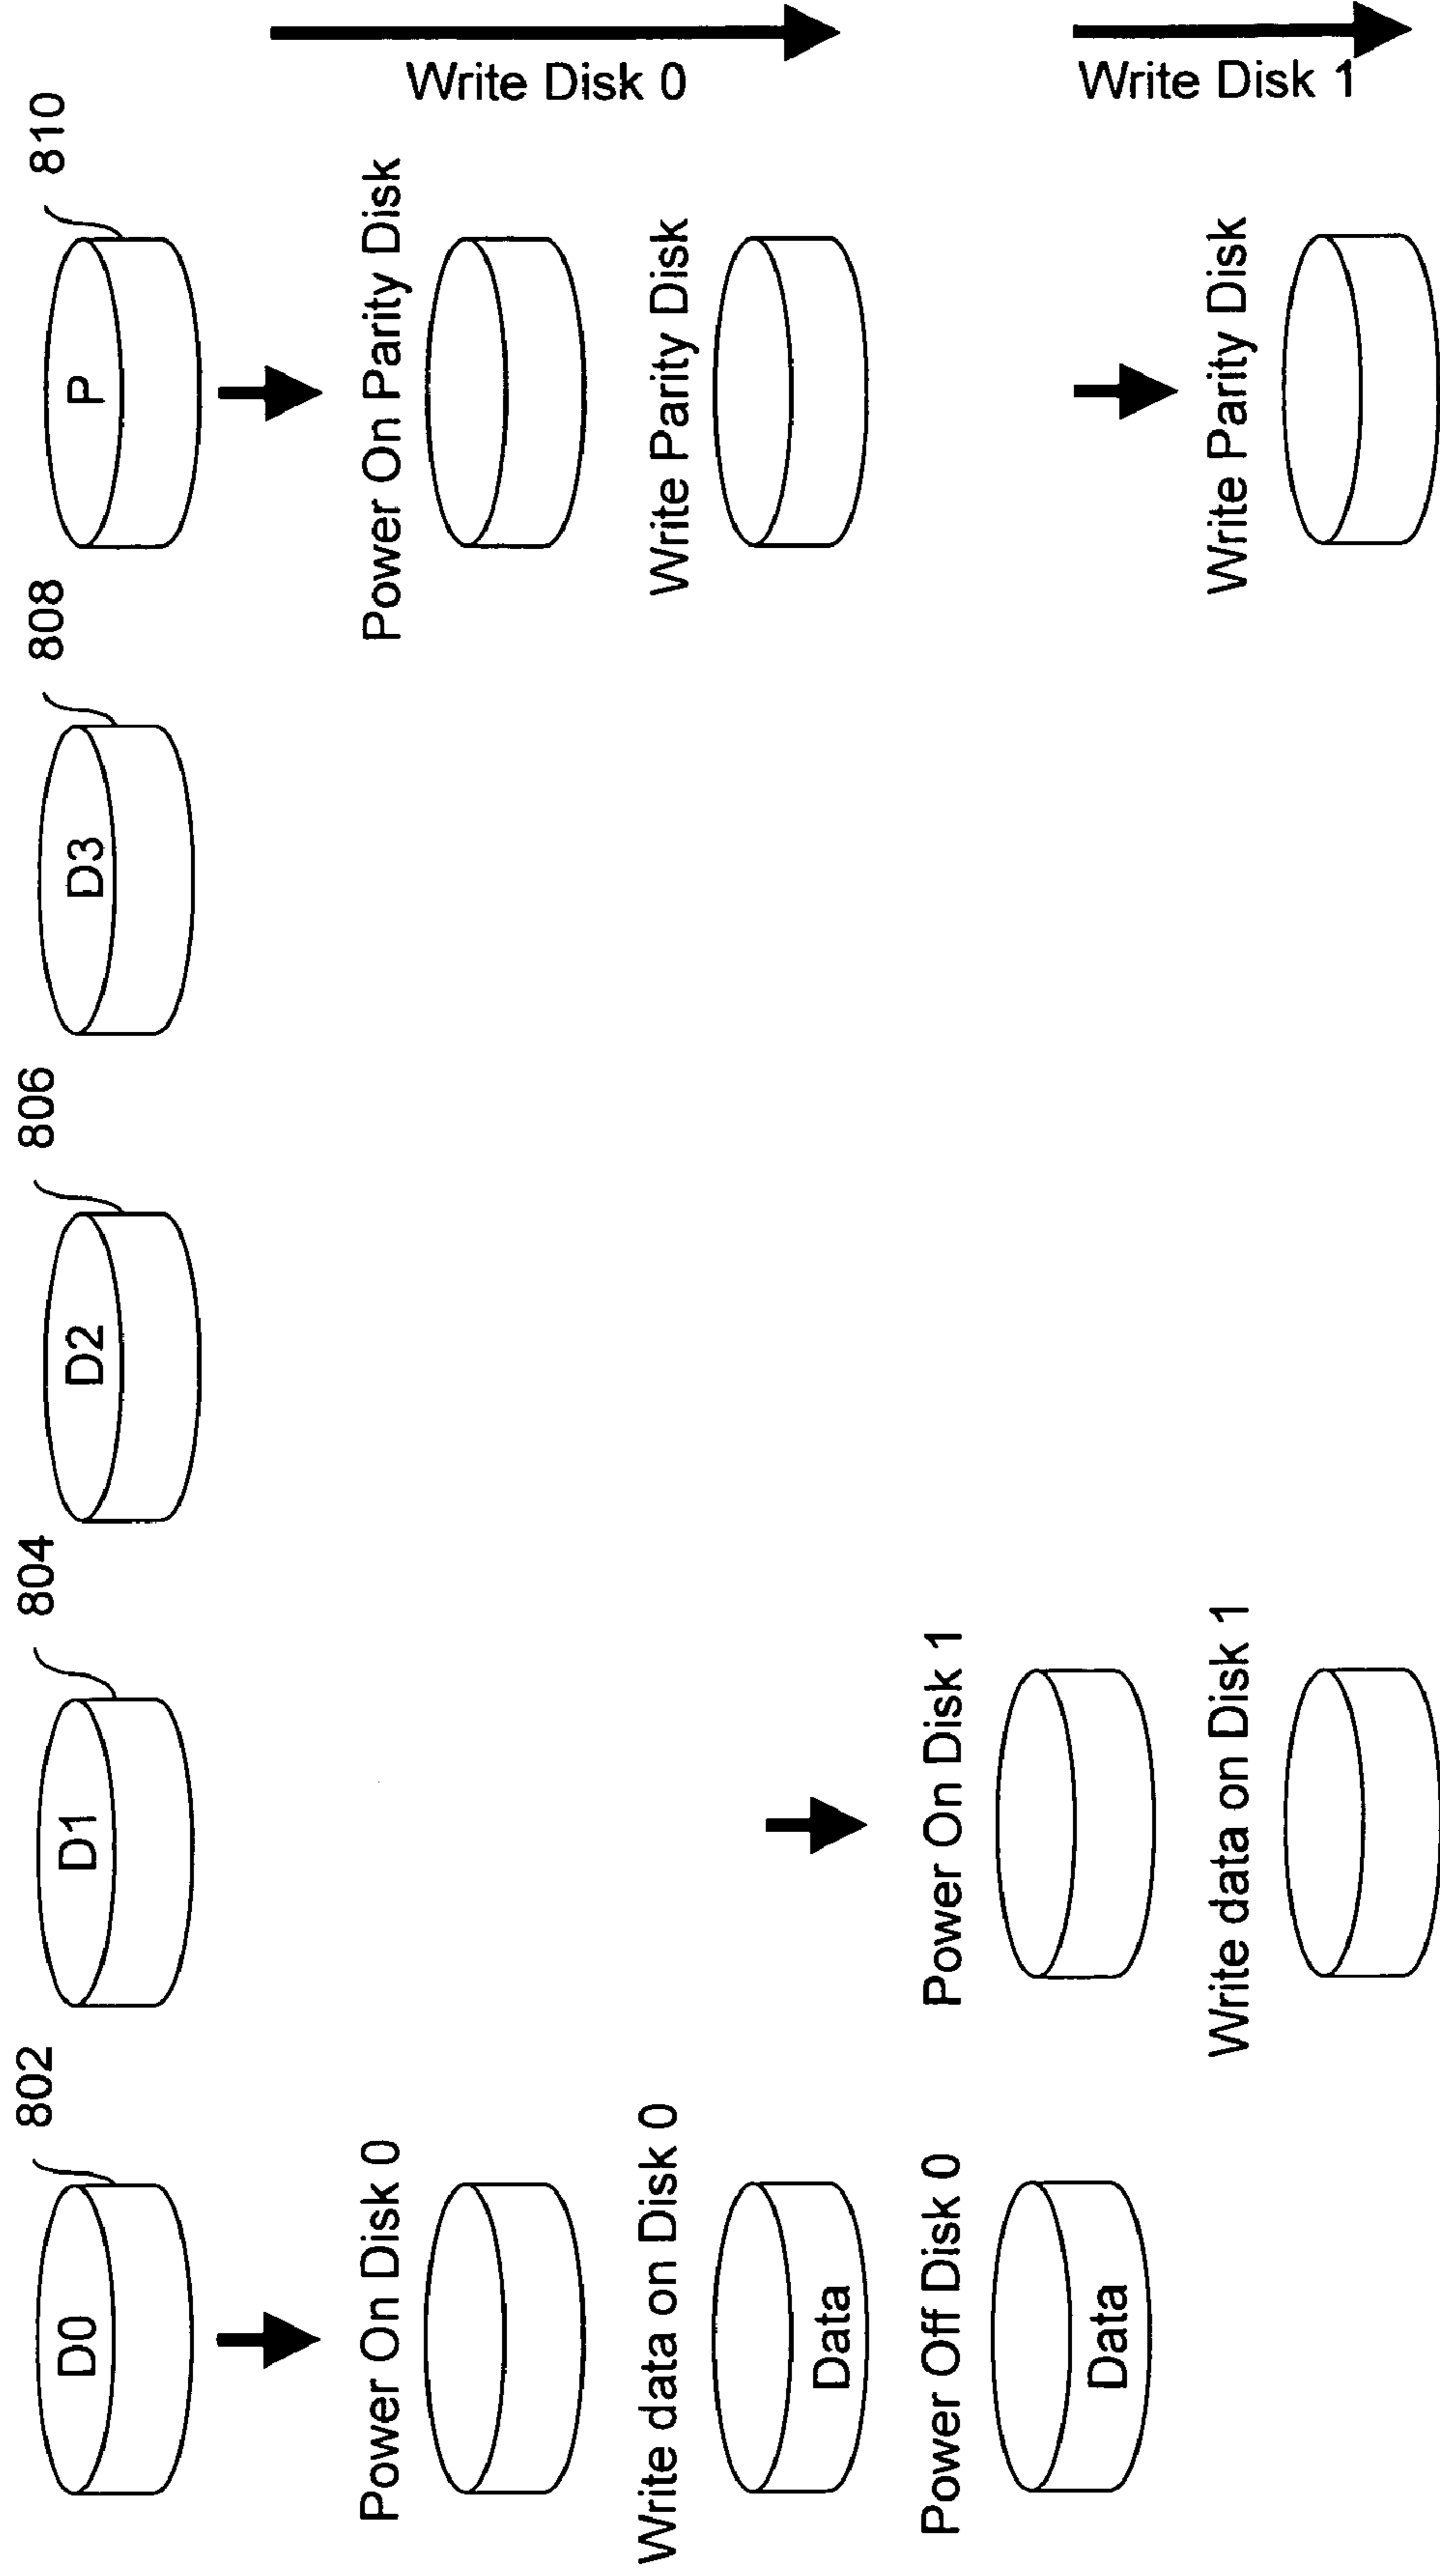 802
804
806
808
810
D0
D1
D2
D3
P
Write Disk 0
Power On Disk 0
Power On Parity Disk
Write data on Disk 0
Write Parity Disk
Data
Power Off Disk 0
Power On Disk 1
Data
Write Disk 1
Write data on Disk 1
Write Parity Disk